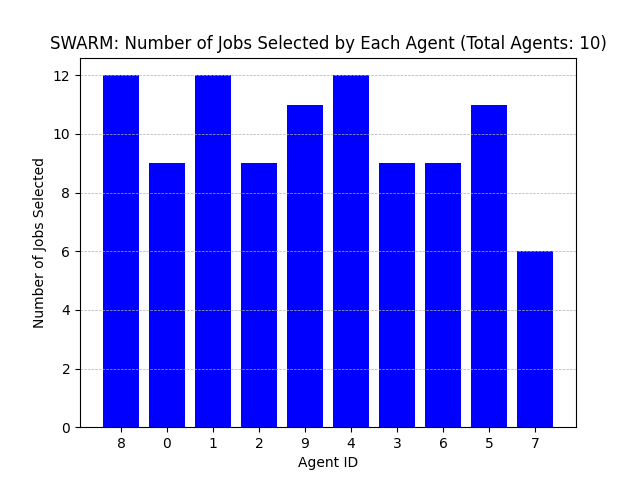 SWARM: Number of Jobs Selected by Each Agent (Total Agents: 10)
12
10
8
6
4
2
0
Number of Jobs Selected
8 0 1 2 9 4 3 6 5 7
Agent ID